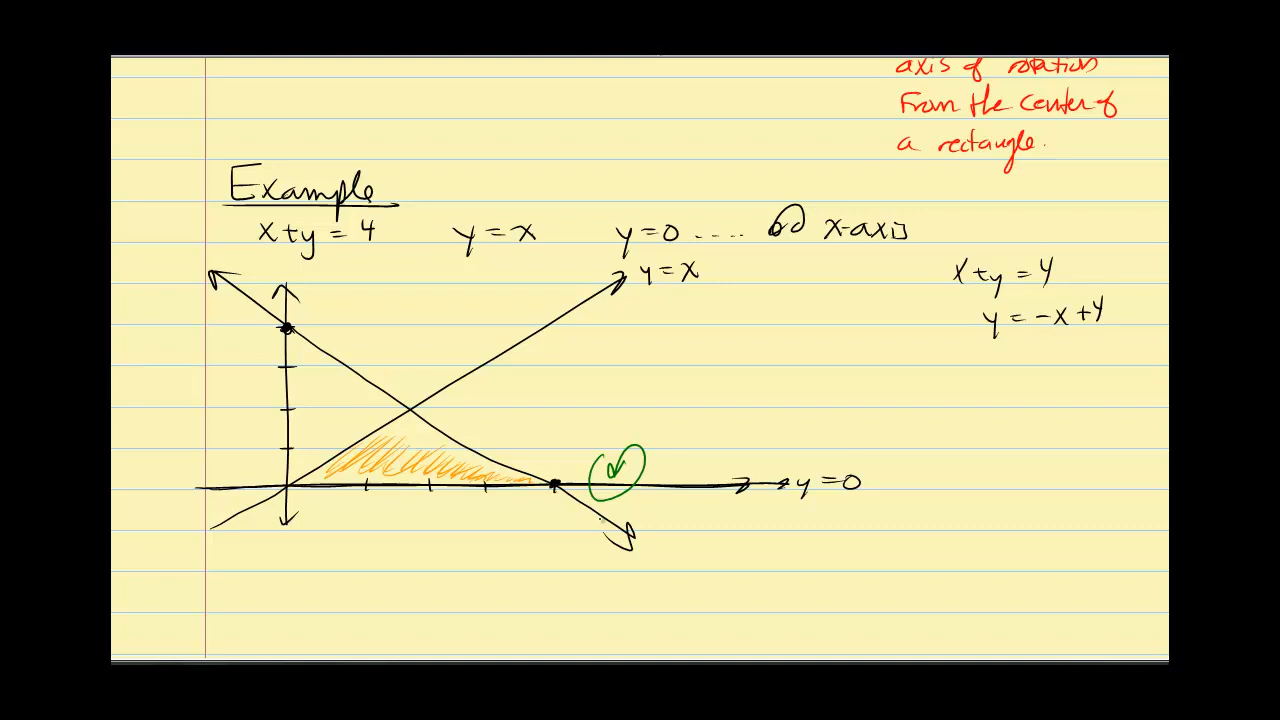 axis of rotation
From the center of
a rectangle.
Example
x+y = 4 y = x y = 0 .... x-axis
y = x
x+y = 4
y = -x+4
y = 0